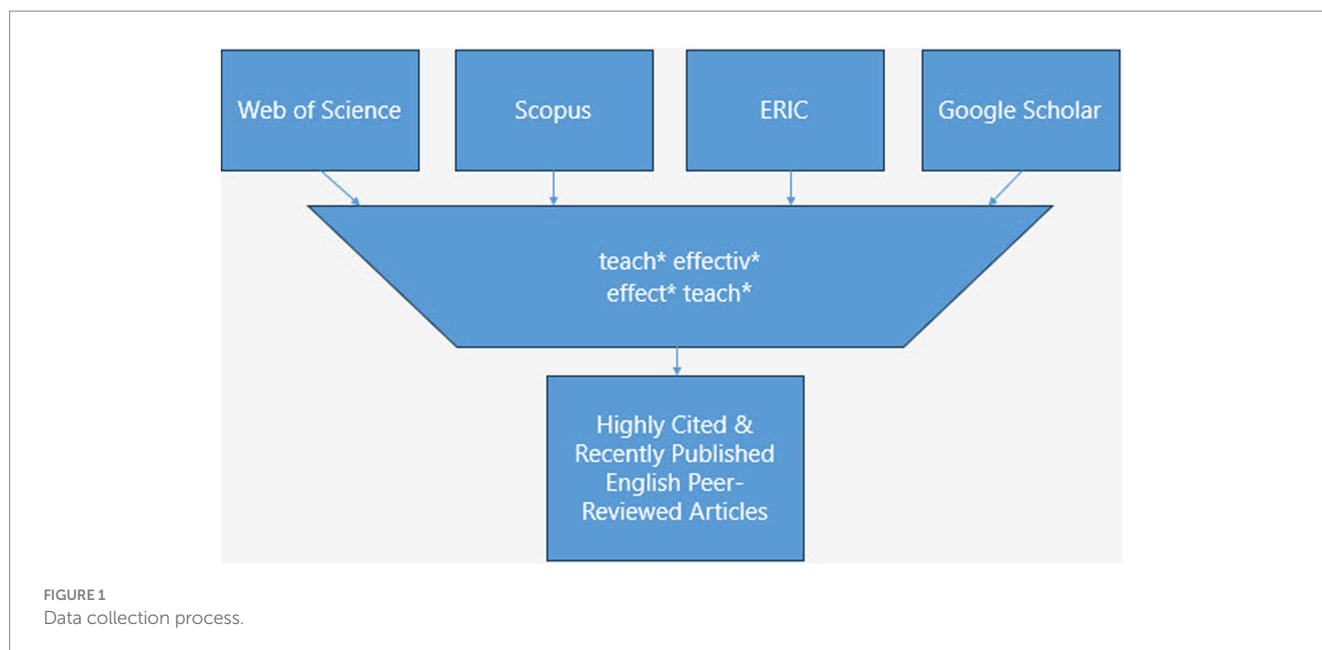 Web of Science
Scopus
ERIC
Google Scholar
teach* effectiv*
effect* teach*
Highly Cited &
Recently Published
English Peer-
Reviewed Articles
FIGURE 1
Data collection process.